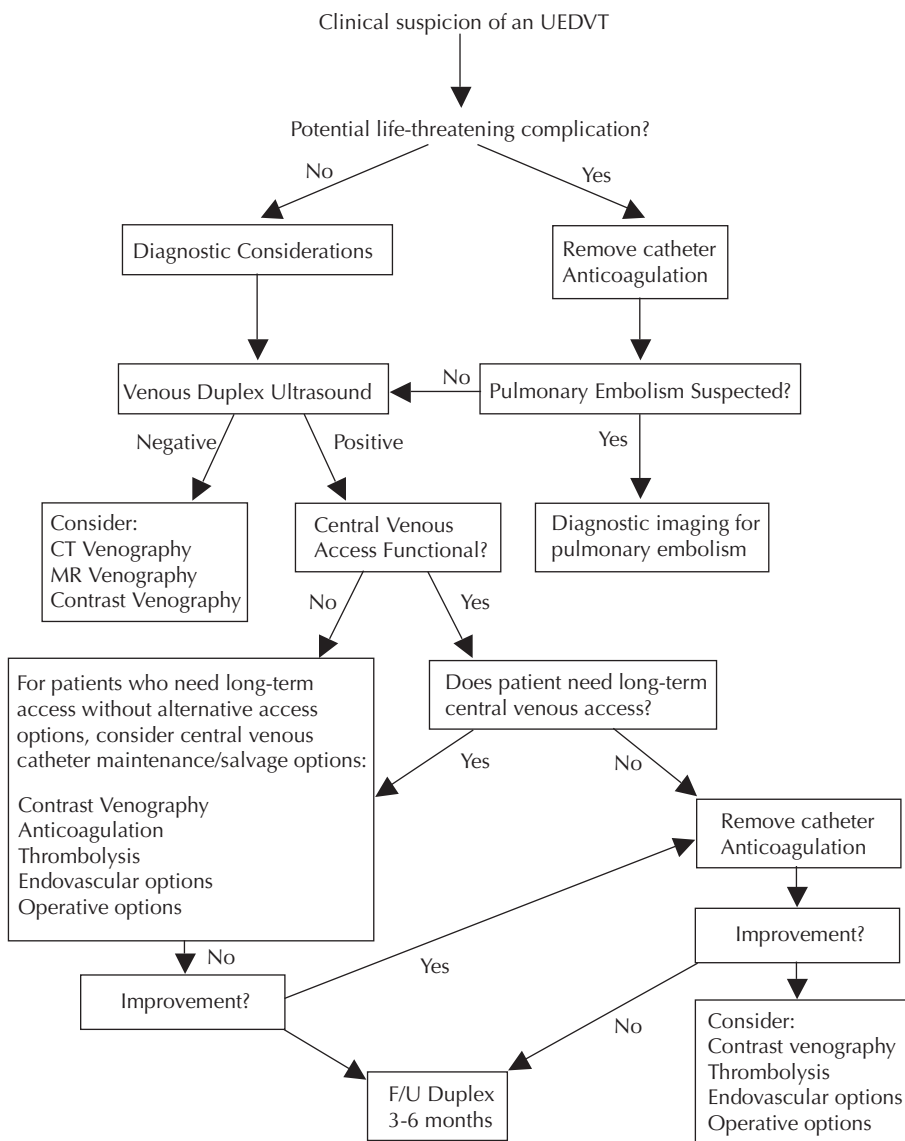 Clinical suspicion of an UEDVT
Potential life-threatening complication?
No
Yes
Diagnostic Considerations
Remove catheter
Anticoagulation
Venous Duplex Ultrasound
No
Pulmonary Embolism Suspected?
Negative
Positive
Yes
Consider:
CT Venography
MR Venography
Contrast Venography
Central Venous
Access Functional?
Diagnostic imaging for
pulmonary embolism
No
Yes
For patients who need long-term
access without alternative access
options, consider central venous
catheter maintenance/salvage options:
Contrast Venography
Anticoagulation
Thrombolysis
Endovascular options
Operative options
Does patient need long-term
central venous access?
Yes
No
Remove catheter
Anticoagulation
No
Improvement?
Yes
Improvement?
No
Consider:
Contrast venography
Thrombolysis
Endovascular options
Operative options
F/U Duplex
3-6 months